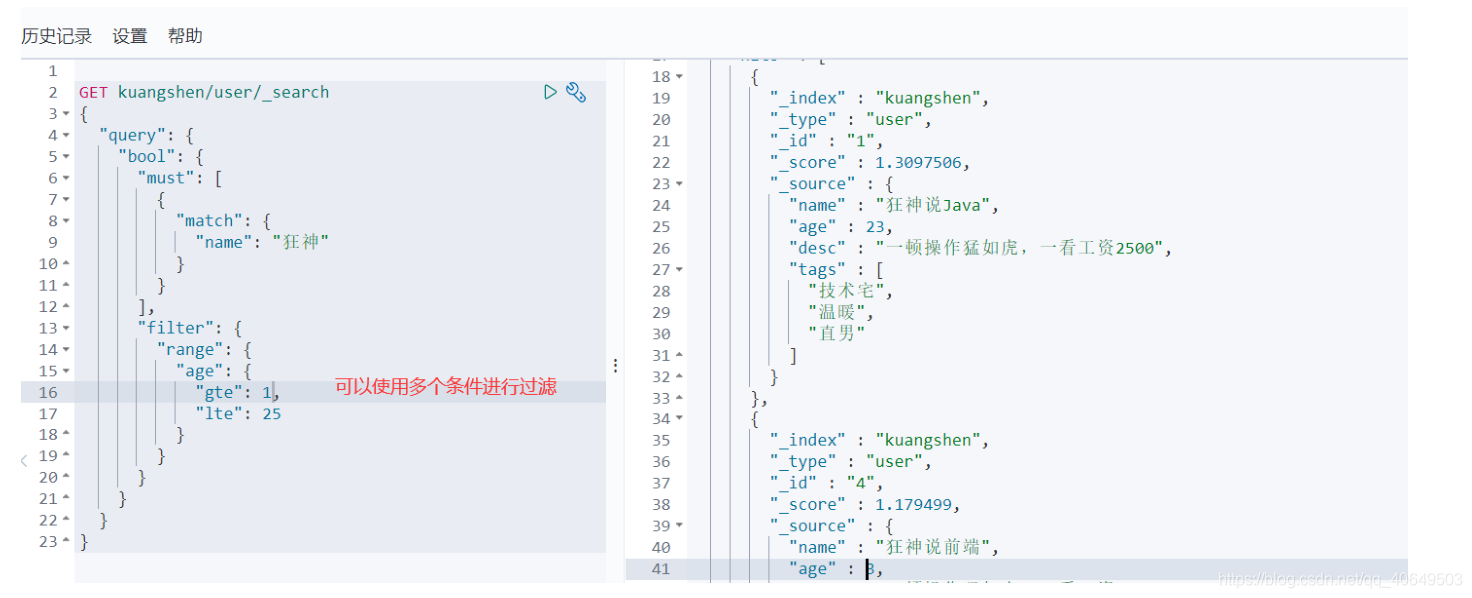 历史记录 设置 帮助
1
2 GET kuangshen/user/_search
3 {
4 "query": {
5 "bool": {
6 "must": [
7 {
8 "match": {
9 "name": "狂神"
10 }
11 }
12 ],
13 "filter": {
14 "range": {
15 "age": {
16 "gte": 1,
可以使用多个条件进行过滤
17 "lte": 25
18 }
19 }
20 }
21 }
22 }
23 }
18 {
19 "_index" : "kuangshen",
20 "_type" : "user",
21 "_id" : "1",
22 "_score" : 1.3097506,
23 "_source" : {
24 "name" : "狂神说Java",
25 "age" : 23,
26 "desc" : "一顿操作猛如虎，一看工资2500",
27 "tags" : [
28 "技术宅",
29 "温暖",
30 "直男"
31 ]
32 }
33 },
34 {
35 "_index" : "kuangshen",
36 "_type" : "user",
37 "_id" : "4",
38 "_score" : 1.179499,
39 "_source" : {
40 "name" : "狂神说前端",
41 "age" : 3,
https://blog.csdn.net/qq_40649503